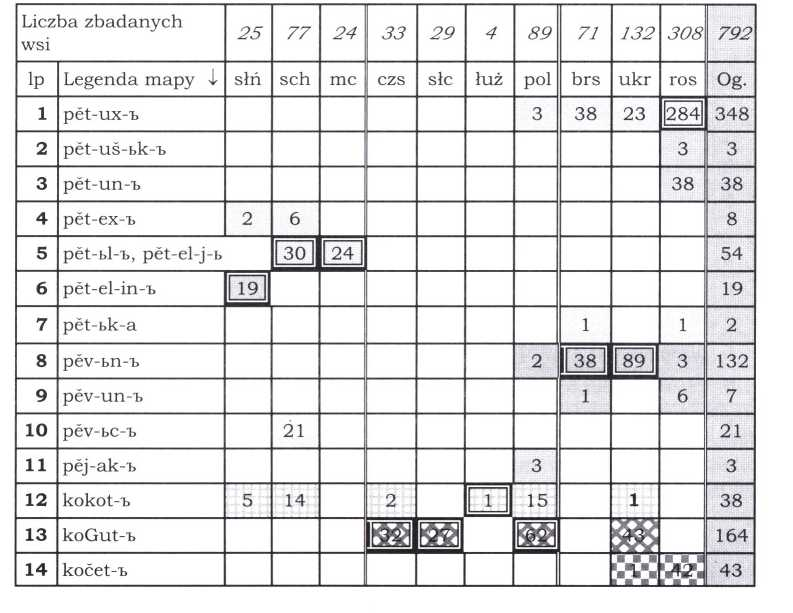 Liczba zbadanych wsi 25 77 24 33 29 4 89 71 132 308 792
lp Legenda mapy ↓ słń sch mc czs słc łuż pol brs ukr ros Og.
1 pět-ux-ъ 3 38 23 284 348
2 pět-uš-ьk-ъ 3 3
3 pět-un-ъ 38 38
4 pět-ex-ъ 2 6 8
5 pět-ьl-ъ, pět-el-j-ь 30 24 54
6 pět-el-in-ъ 19 19
7 pět-ьk-a 1 1 2
8 pěv-ьn-ъ 2 38 89 3 132
9 pěv-un-ъ 1 6 7
10 pěv-ьc-ъ 21 21
11 pěj-ak-ъ 3 3
12 kokot-ъ 5 14 2 1 15 1 38
13 koGut-ъ 32 27 62 43 164
14 kočet-ъ 1 42 43